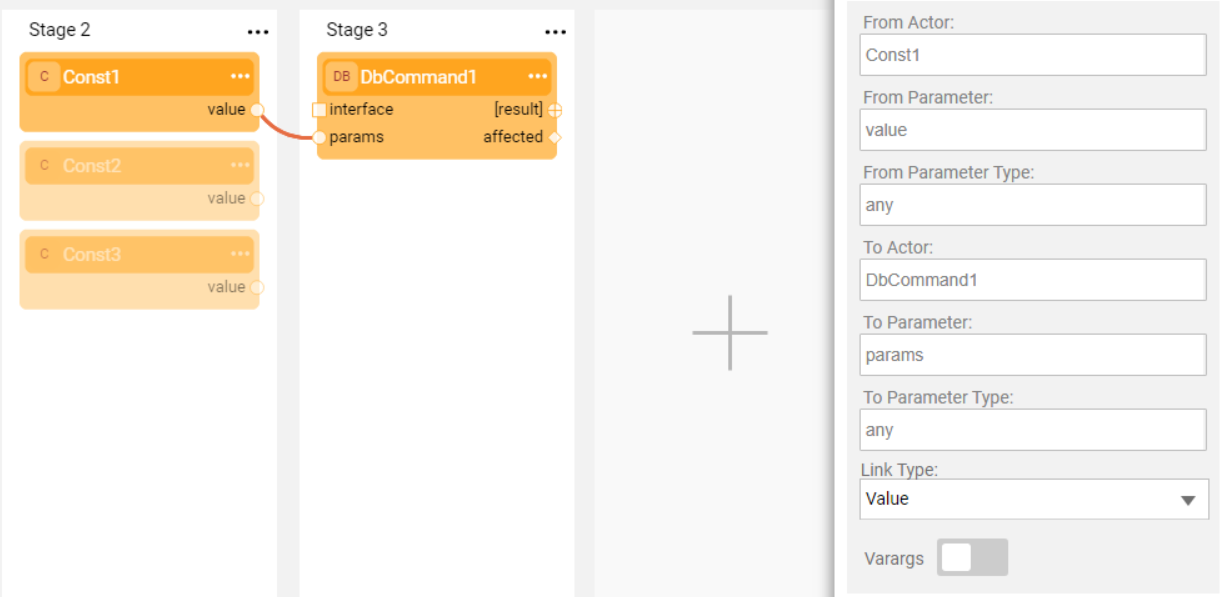 Stage 2
C Const1
value
C Const2
value
C Const3
value
Stage 3
DB DbCommand1
interface [result]
params affected
From Actor:
Const1
From Parameter:
value
From Parameter Type:
any
To Actor:
DbCommand1
To Parameter:
params
To Parameter Type:
any
Link Type:
Value
Varargs